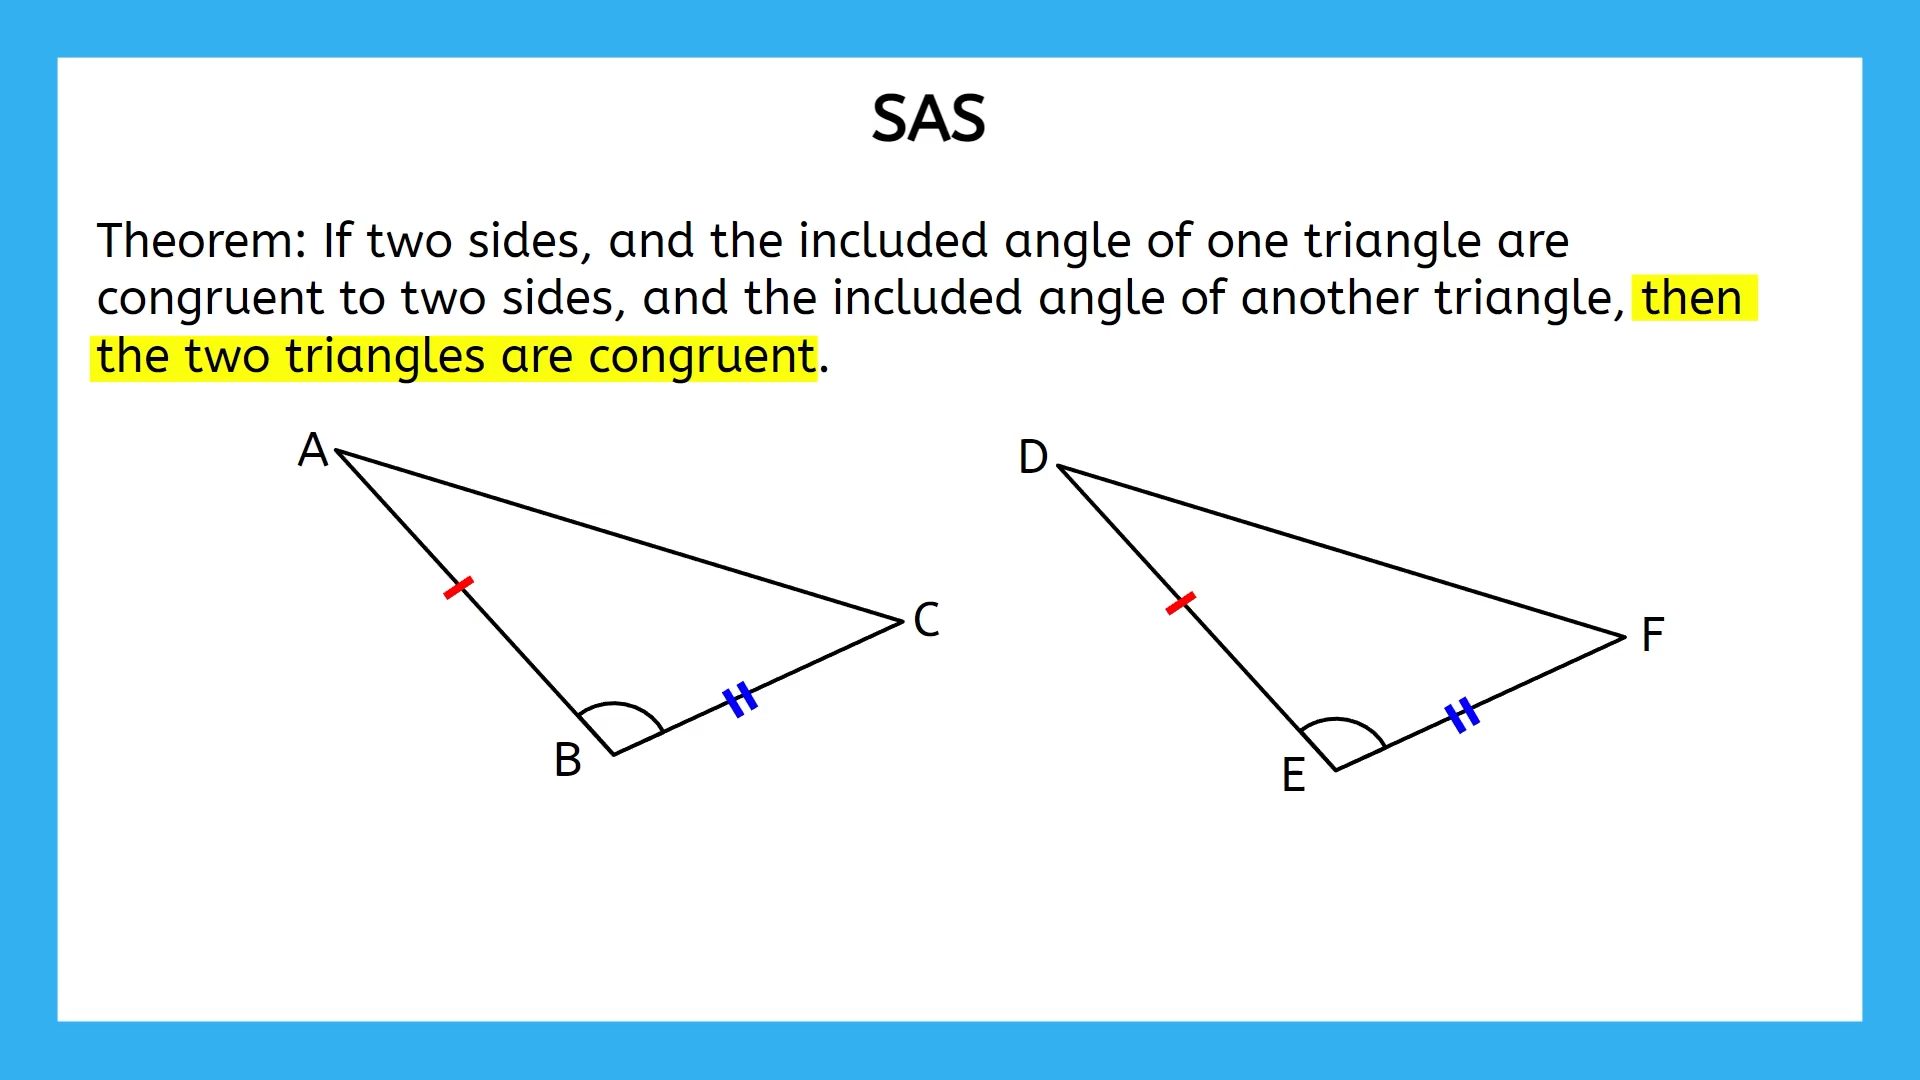 SAS
Theorem: If two sides, and the included angle of one triangle are
congruent to two sides, and the included angle of another triangle, then
the two triangles are congruent.
A
D
C
F
B
E